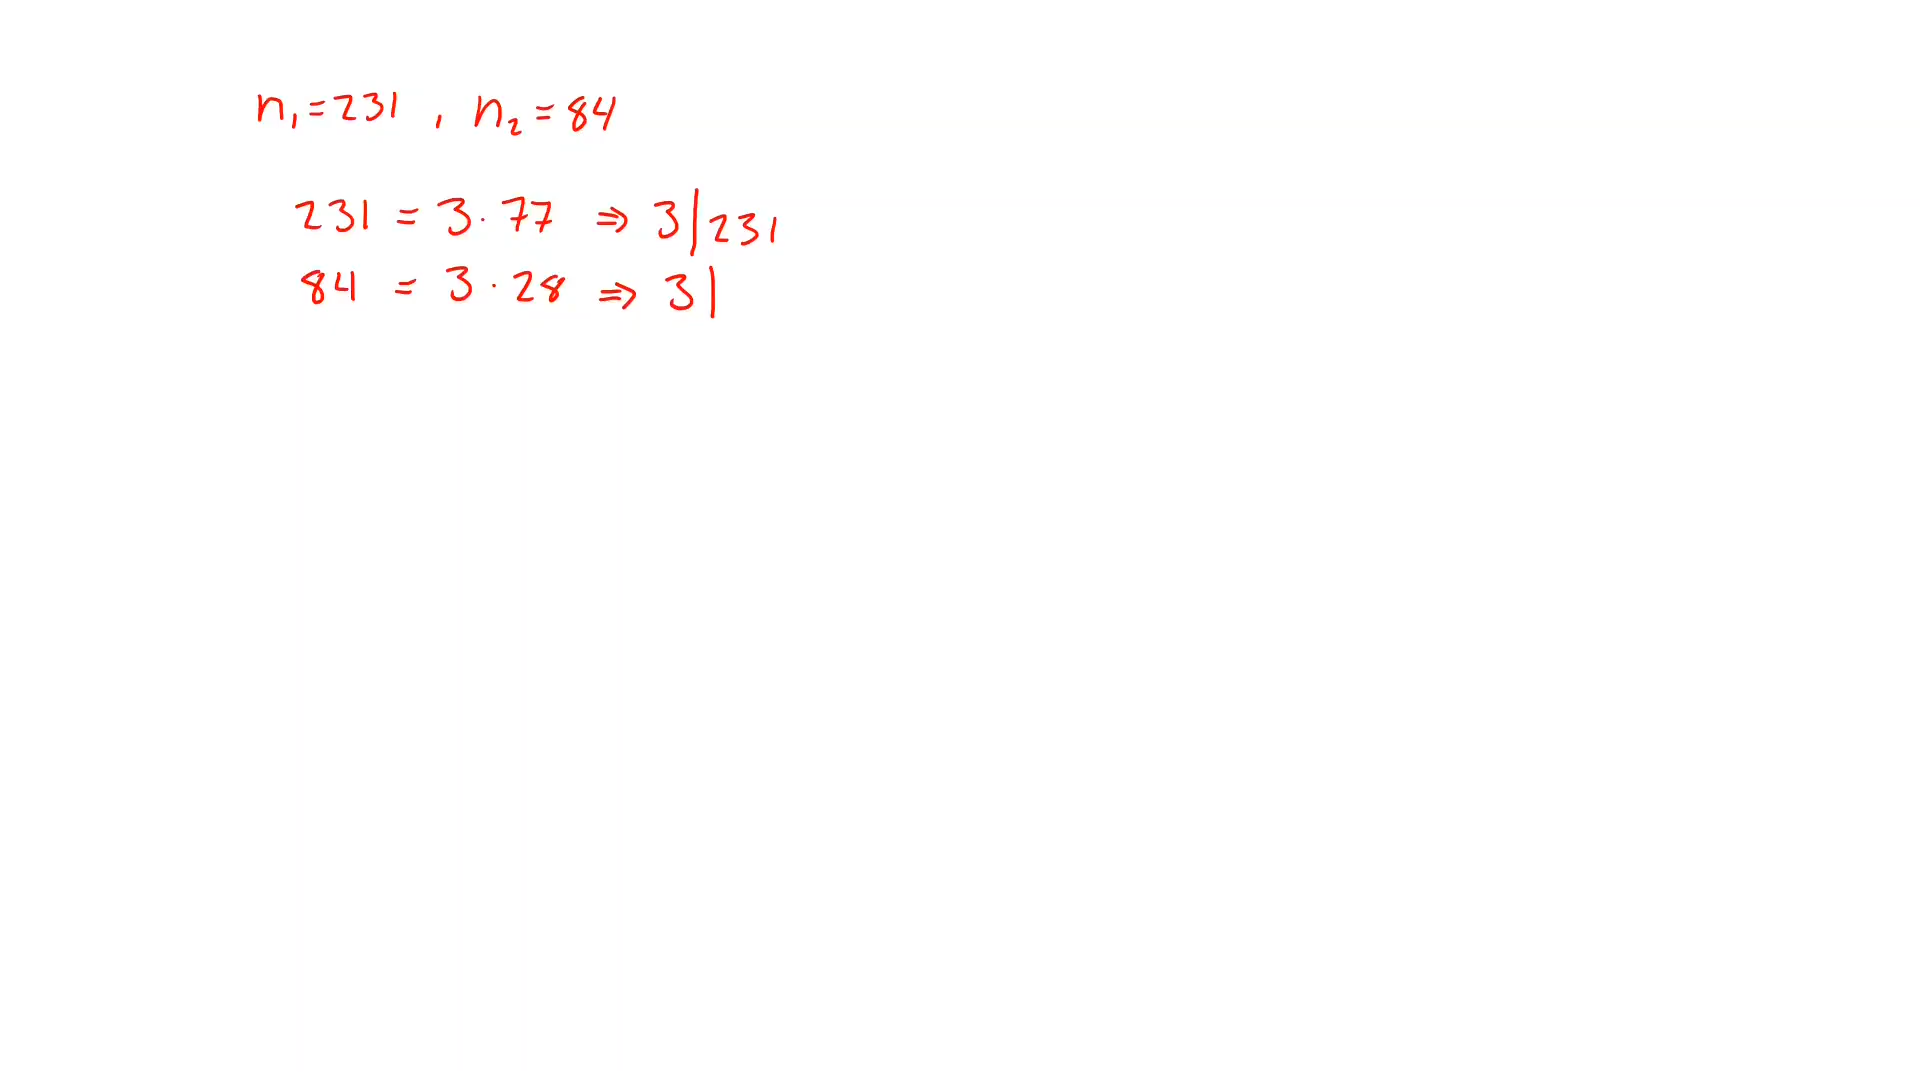 n₁ = 231 , n₂ = 84
231 = 3 · 77 ⇒ 3 | 231
84 = 3 · 28 ⇒ 3 |